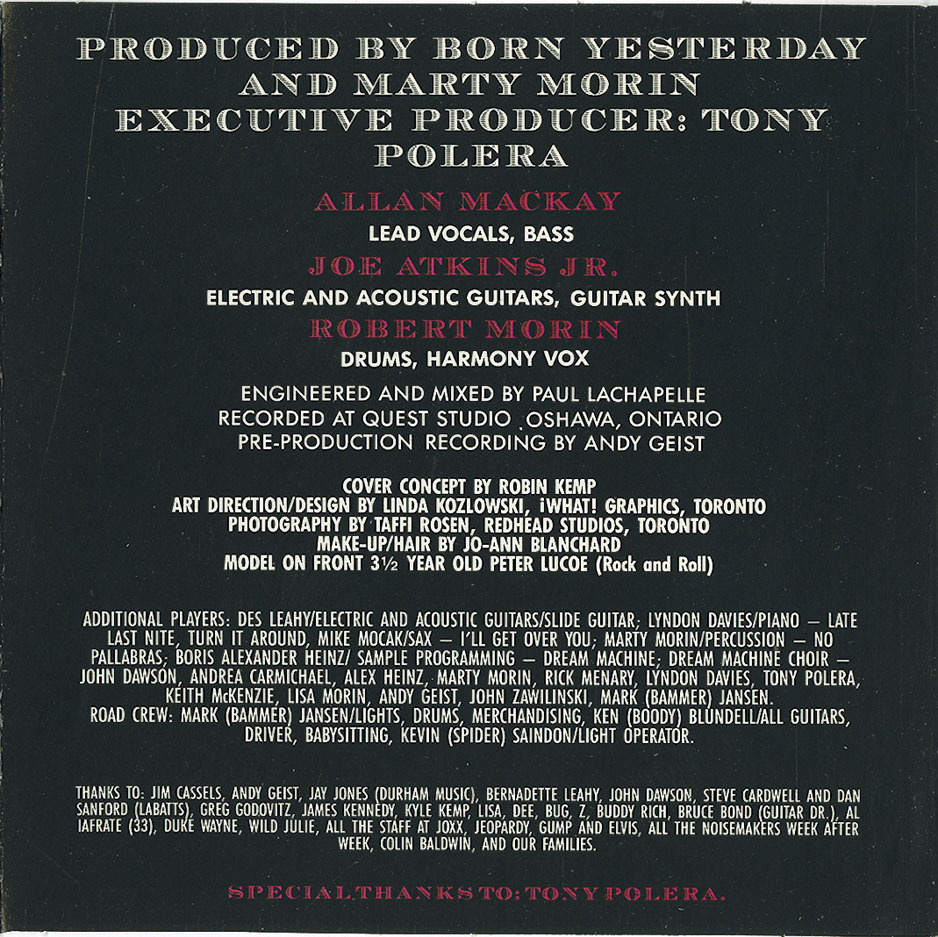 PRODUCED BY BORN YESTERDAY
AND MARTY MORIN
EXECUTIVE PRODUCER: TONY
POLERA
ALLAN MACKAY
LEAD VOCALS, BASS
JOE ATKINS JR.
ELECTRIC AND ACOUSTIC GUITARS, GUITAR SYNTH
ROBERT MORIN
DRUMS, HARMONY VOX
ENGINEERED AND MIXED BY PAUL LACHAPELLE
RECORDED AT QUEST STUDIO .OSHAWA, ONTARIO
PRE-PRODUCTION RECORDING BY ANDY GEIST
COVER CONCEPT BY ROBIN KEMP
ART DIRECTION/DESIGN BY LINDA KOZLOWSKI, ¡WHAT! GRAPHICS, TORONTO
PHOTOGRAPHY BY TAFFI ROSEN, REDHEAD STUDIOS, TORONTO
MAKE-UP/HAIR BY JO-ANN BLANCHARD
MODEL ON FRONT 3½ YEAR OLD PETER LUCOE (Rock and Roll)
ADDITIONAL PLAYERS: DES LEAHY/ELECTRIC AND ACOUSTIC GUITARS/SLIDE GUITAR; LYNDON DAVIES/PIANO – LATE
LAST NITE, TURN IT AROUND, MIKE MOCAK/SAX – I'LL GET OVER YOU; MARTY MORIN/PERCUSSION – NO
PALLABRAS; BORIS ALEXANDER HEINZ/ SAMPLE PROGRAMMING – DREAM MACHINE; DREAM MACHINE CHOIR –
JOHN DAWSON, ANDREA CARMICHAEL, ALEX HEINZ, MARTY MORIN, RICK MENARY, LYNDON DAVIES, TONY POLERA,
KEITH McKENZIE, LISA MORIN, ANDY GEIST, JOHN ZAWILINSKI, MARK (BAMMER) JANSEN.
ROAD CREW: MARK (BAMMER) JANSEN/LIGHTS, DRUMS, MERCHANDISING, KEN (BOODY) BLUNDELL/ALL GUITARS,
DRIVER, BABYSITTING, KEVIN (SPIDER) SAINDON/LIGHT OPERATOR.
THANKS TO: JIM CASSELS, ANDY GEIST, JAY JONES (DURHAM MUSIC), BERNADETTE LEAHY, JOHN DAWSON, STEVE CARDWELL AND DAN
SANFORD (LABATTS), GREG GODOVITZ, JAMES KENNEDY, KYLE KEMP, LISA, DEE, BUG, Z, BUDDY RICH, BRUCE BOND (GUITAR DR.), AL
IAFRATE (33), DUKE WAYNE, WILD JULIE, ALL THE STAFF AT JOXX, JEOPARDY, GUMP AND ELVIS, ALL THE NOISEMAKERS WEEK AFTER
WEEK, COLIN BALDWIN, AND OUR FAMILIES.
SPECIAL THANKS TO: TONY POLERA.